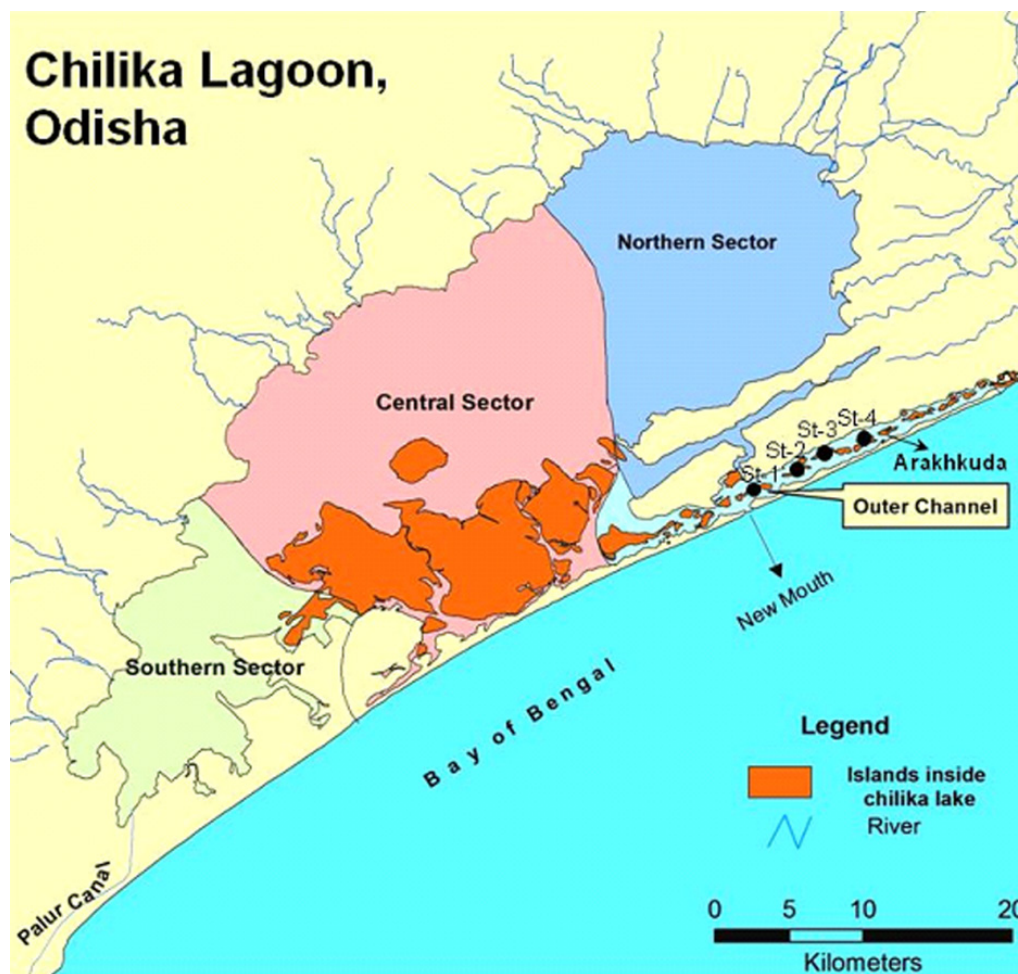 Chilika Lagoon,
Odisha
Northern Sector
Central Sector
St-4
St-3
St-2
St-1
Arakhkuda
Outer Channel
New Mouth
Southern Sector
Bay of Bengal
Palur Canal
Legend
Islands inside
chilika lake
River
0 5 10 20
Kilometers